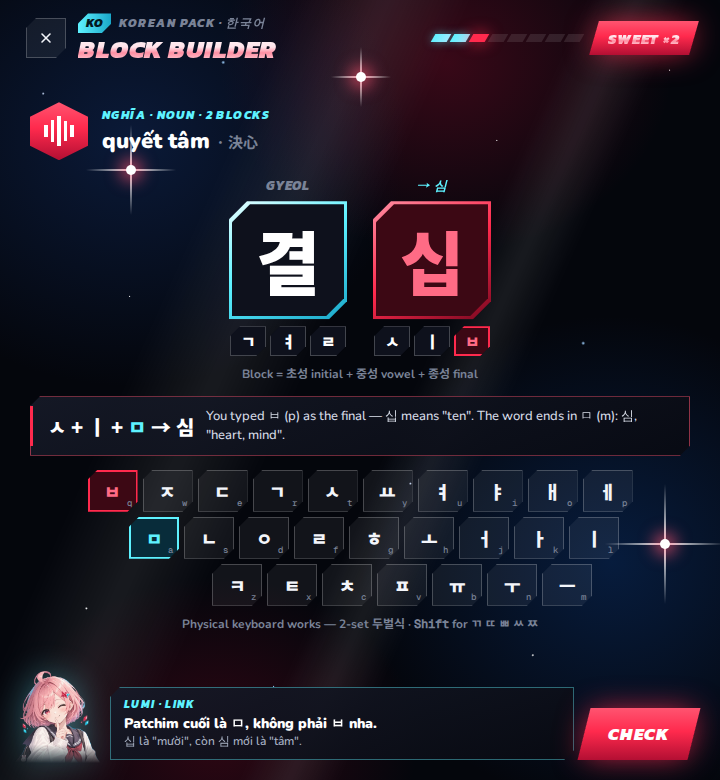 ×
KO KOREAN PACK · 한국어
BLOCK BUILDER
SWEET ×2
NGHĨA · NOUN · 2 BLOCKS
quyết tâm · 決心
GYEOL
→ 심
결
십
ㄱ ㅕ ㄹ
ㅅ ㅣ ㅂ
Block = 초성 initial + 중성 vowel + 종성 final
ㅅ + ㅣ + ㅁ → 심
You typed ㅂ (p) as the final — 십 means "ten". The word ends in ㅁ (m): 심,
"heart, mind".
ㅂ q ㅈ w ㄷ e ㄱ r ㅅ t ㅛ y ㅕ u ㅑ i ㅐ o ㅔ p
ㅁ a ㄴ s ㅇ d ㄹ f ㅎ g ㅗ h ㅓ j ㅏ k ㅣ l
ㅋ z ㅌ x ㅊ c ㅍ v ㅠ b ㅜ n ㅡ m
Physical keyboard works — 2-set 두벌식 · Shift for ㄲ ㄸ ㅃ ㅆ ㅉ
LUMI · LINK
Patchim cuối là ㅁ, không phải ㅂ nha.
십 là "mười", còn 심 mới là "tâm".
CHECK